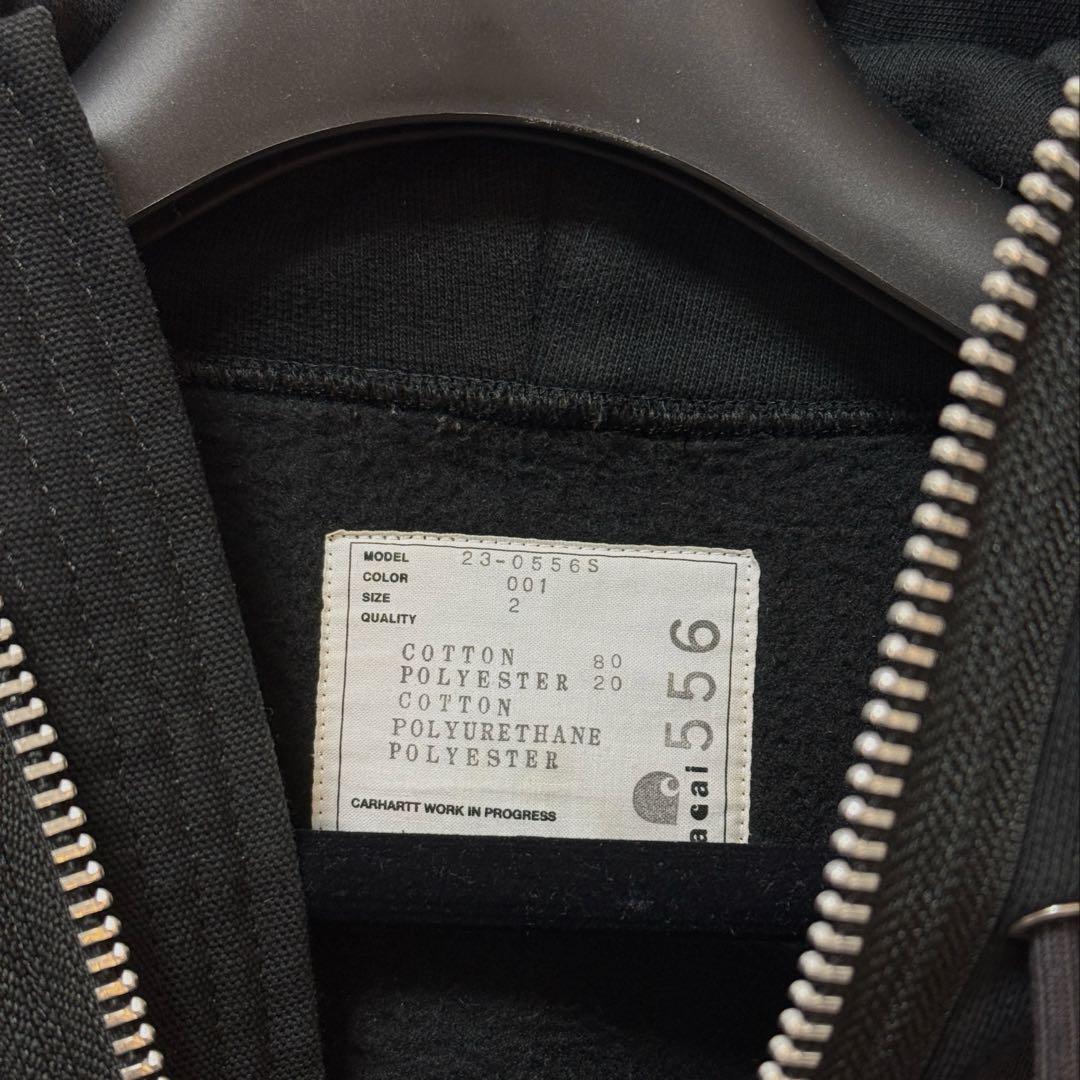 MODEL 23-0556S
COLOR 001
SIZE 2
QUALITY
COTTON 80
POLYESTER 20
COTTON
POLYURETHANE
POLYESTER
CARHARTT WORK IN PROGRESS
556